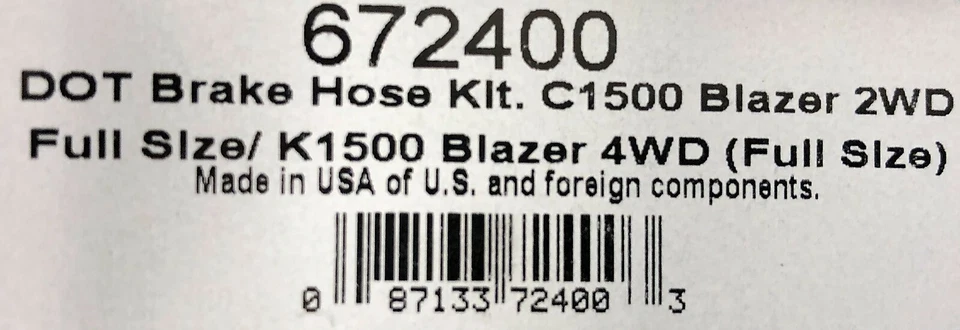 672400
DOT Brake Hose Kit. C1500 Blazer 2WD
Full Size/ K1500 Blazer 4WD (Full Size)
Made in USA of U.S. and foreign components.
0 87133 72400 3